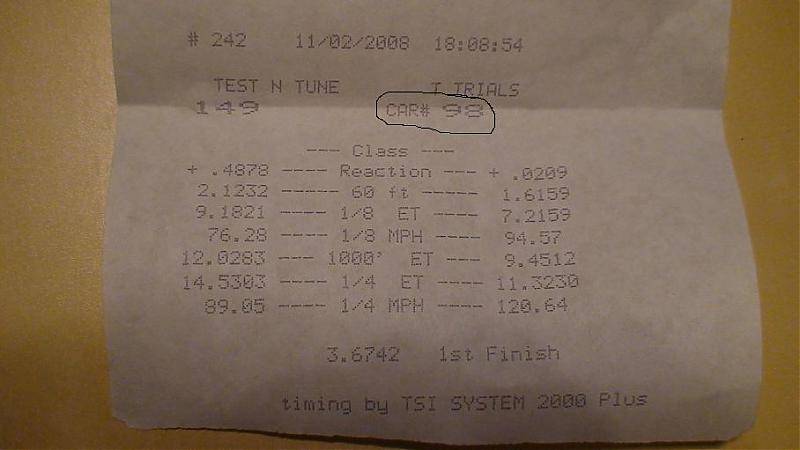 # 242 11/02/2008 18:08:54
TEST N TUNE T TRIALS
149 CAR# 98
--- Class ---
+ .4878 ---- Reaction --- + .0209
2.1232 ----- 60 ft ----- 1.6159
9.1821 ---- 1/8 ET ---- 7.2159
76.28 ---- 1/8 MPH ---- 94.57
12.0283 --- 1000' ET --- 9.4512
14.5303 ---- 1/4 ET ---- 11.3230
89.05 ---- 1/4 MPH ---- 120.64
3.6742 1st Finish
timing by TSI SYSTEM 2000 Plus